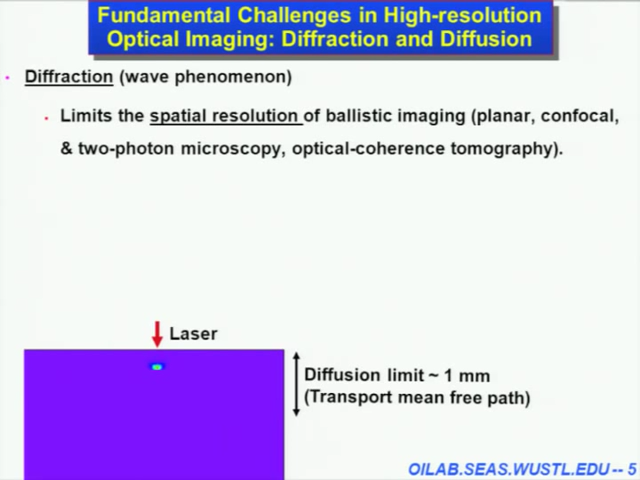 Fundamental Challenges in High-resolution
Optical Imaging: Diffraction and Diffusion
Diffraction (wave phenomenon)
Limits the spatial resolution of ballistic imaging (planar, confocal,
& two-photon microscopy, optical-coherence tomography).
Laser
Diffusion limit ~ 1 mm
(Transport mean free path)
OILAB.SEAS.WUSTL.EDU -- 5